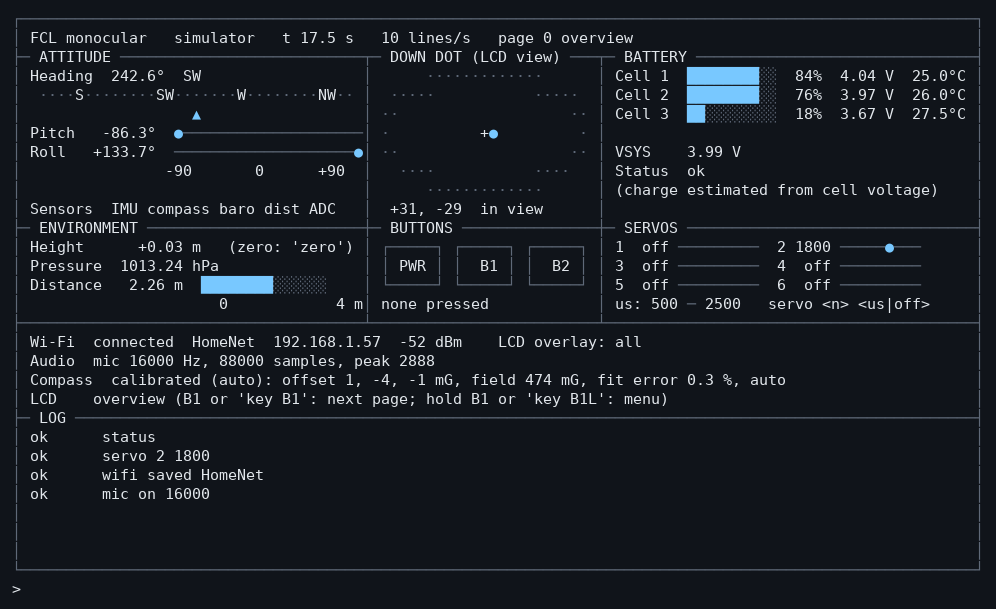 FCL monocular   simulator   t 17.5 s   10 lines/s   page 0 overview
ATTITUDE
Heading  242.6°  SW
S SW W NW
Pitch   -86.3°
Roll   +133.7°
-90 0 +90
Sensors  IMU compass baro dist ADC
DOWN DOT (LCD view)
+
+31, -29  in view
BATTERY
Cell 1  84%  4.04 V  25.0°C
Cell 2  76%  3.97 V  26.0°C
Cell 3  18%  3.67 V  27.5°C
VSYS    3.99 V
Status  ok
(charge estimated from cell voltage)
ENVIRONMENT
Height      +0.03 m   (zero: 'zero')
Pressure  1013.24 hPa
Distance   2.26 m
0 4 m
BUTTONS
PWR B1 B2
none pressed
SERVOS
1  off  2 1800
3  off  4  off
5  off  6  off
us: 500 ─ 2500   servo <n> <us|off>
Wi-Fi  connected  HomeNet  192.168.1.57  -52 dBm    LCD overlay: all
Audio  mic 16000 Hz, 88000 samples, peak 2888
Compass  calibrated (auto): offset 1, -4, -1 mG, field 474 mG, fit error 0.3 %, auto
LCD    overview (B1 or 'key B1': next page; hold B1 or 'key B1L': menu)
LOG
ok      status
ok      servo 2 1800
ok      wifi saved HomeNet
ok      mic on 16000
>